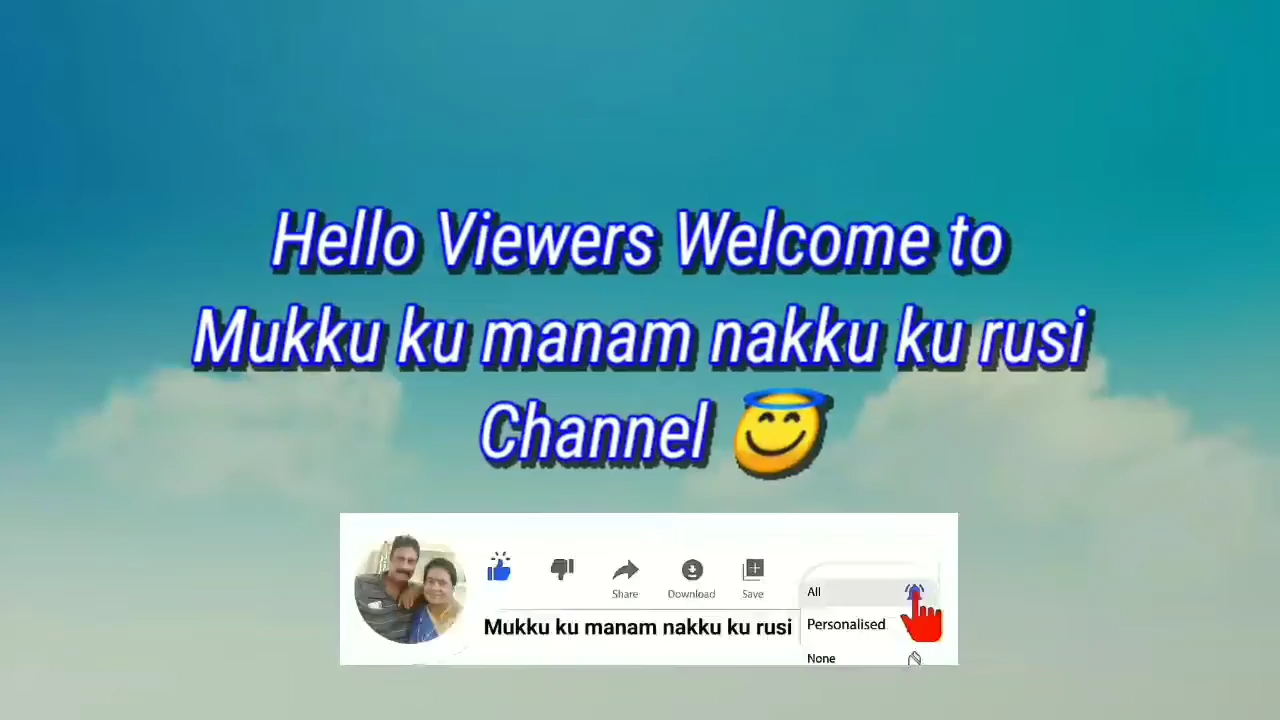 Hello Viewers Welcome to
Mukku ku manam nakku ku rusi
Channel 😇
Share Download Save
All
Mukku ku manam nakku ku rusi
Personalised
None